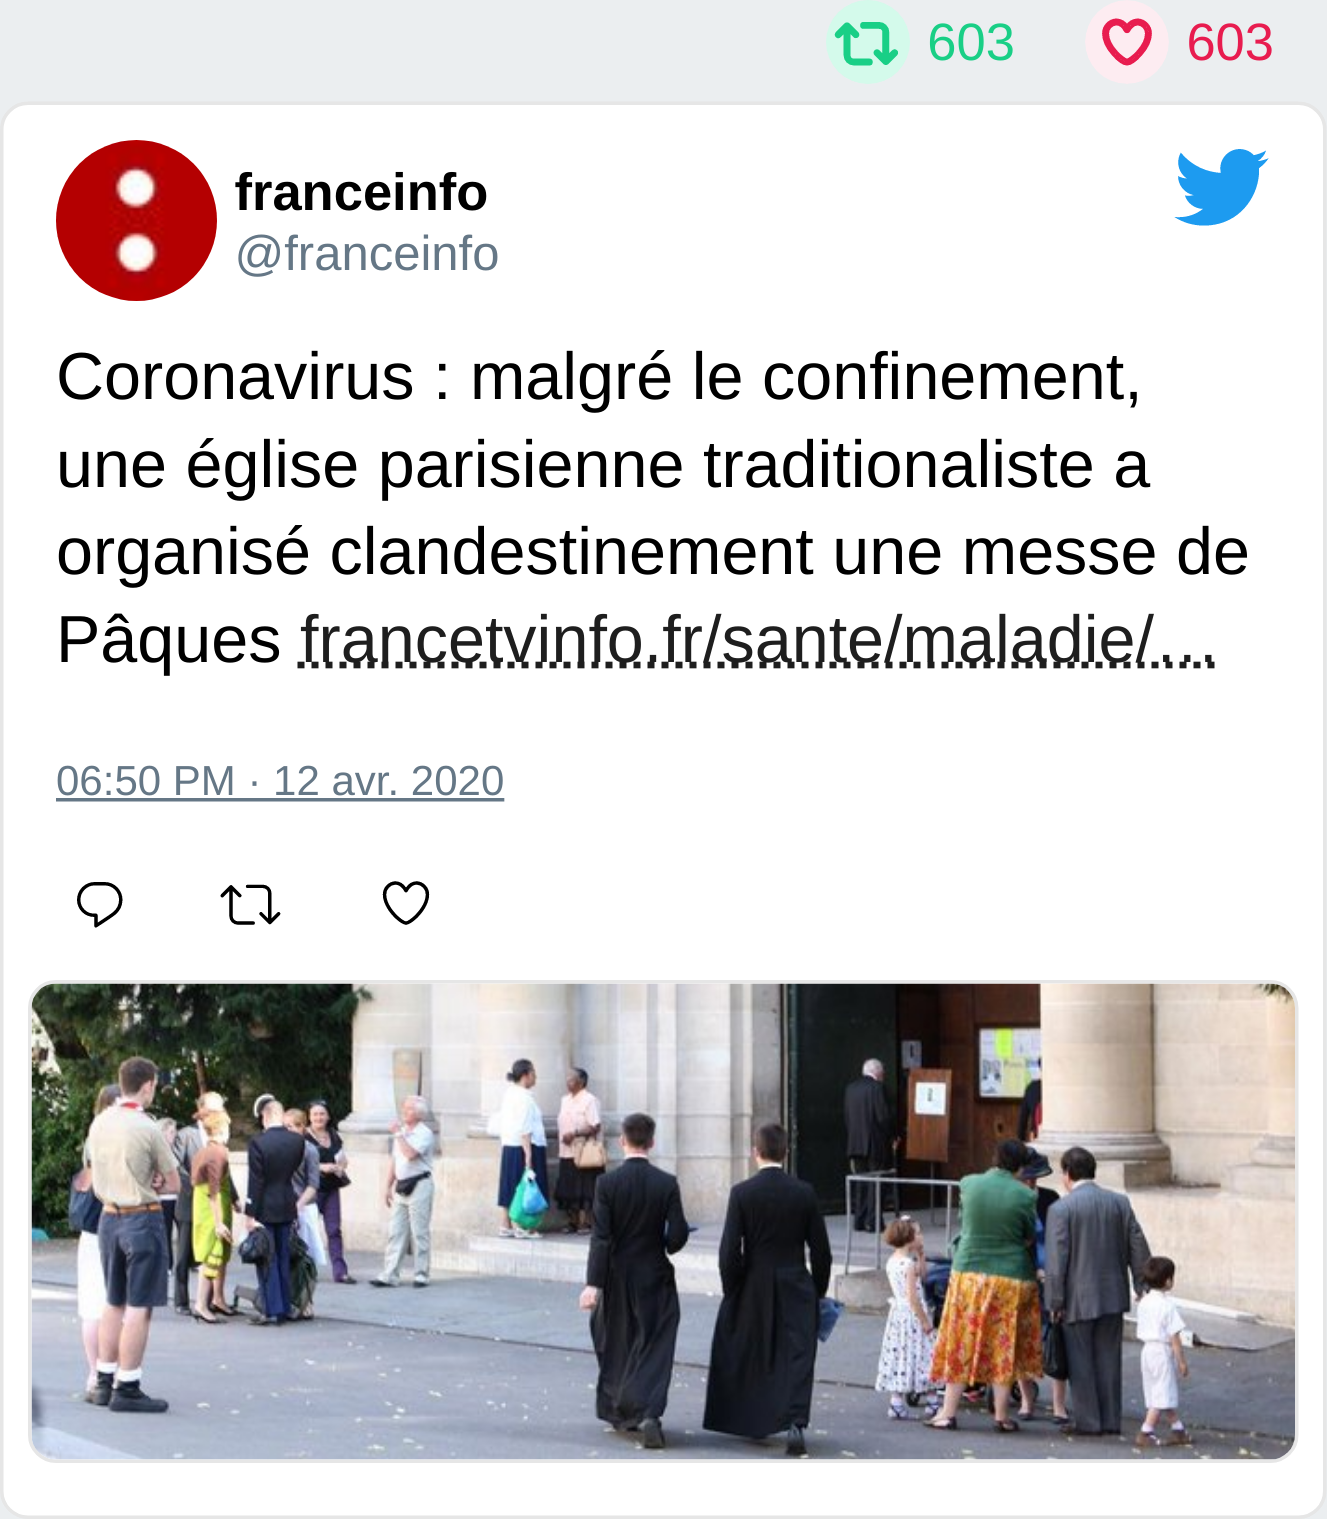 603 603
franceinfo
@franceinfo
Coronavirus : malgré le confinement,
une église parisienne traditionaliste a
organisé clandestinement une messe de
Pâques francetvinfo.fr/sante/maladie/…
06:50 PM · 12 avr. 2020